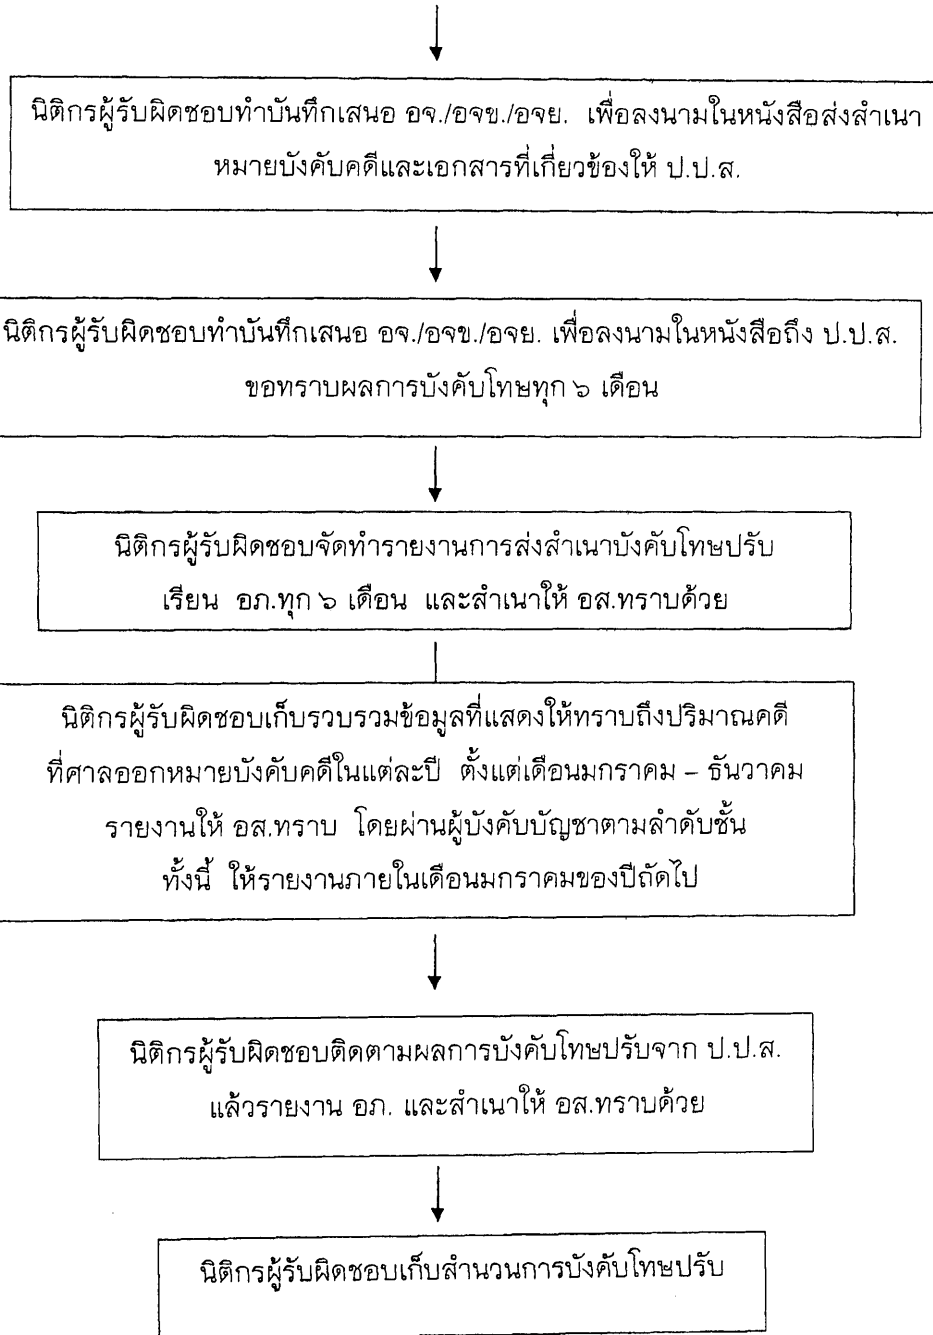 นิติกรผู้รับผิดชอบทำบันทึกเสนอ อจ./อจข./อจย. เพื่อลงนามในหนังสือส่งสำเนา
หมายบังคับคดีและเอกสารที่เกี่ยวข้องให้ ป.ป.ส.
นิติกรผู้รับผิดชอบทำบันทึกเสนอ อจ./อจข./อจย. เพื่อลงนามในหนังสือถึง ป.ป.ส.
ขอทราบผลการบังคับโทษทุก ๖ เดือน
นิติกรผู้รับผิดชอบจัดทำรายงานการส่งสำเนาบังคับโทษปรับ
เรียน อภ.ทุก ๖ เดือน และสำเนาให้ อส.ทราบด้วย
นิติกรผู้รับผิดชอบเก็บรวบรวมข้อมูลที่แสดงให้ทราบถึงปริมาณคดี
ที่ศาลออกหมายบังคับคดีในแต่ละปี ตั้งแต่เดือนมกราคม – ธันวาคม
รายงานให้ อส.ทราบ โดยผ่านผู้บังคับบัญชาตามลำดับชั้น
ทั้งนี้ ให้รายงานภายในเดือนมกราคมของปีถัดไป
นิติกรผู้รับผิดชอบติดตามผลการบังคับโทษปรับจาก ป.ป.ส.
แล้วรายงาน อภ. และสำเนาให้ อส.ทราบด้วย
นิติกรผู้รับผิดชอบเก็บสำนวนการบังคับโทษปรับ